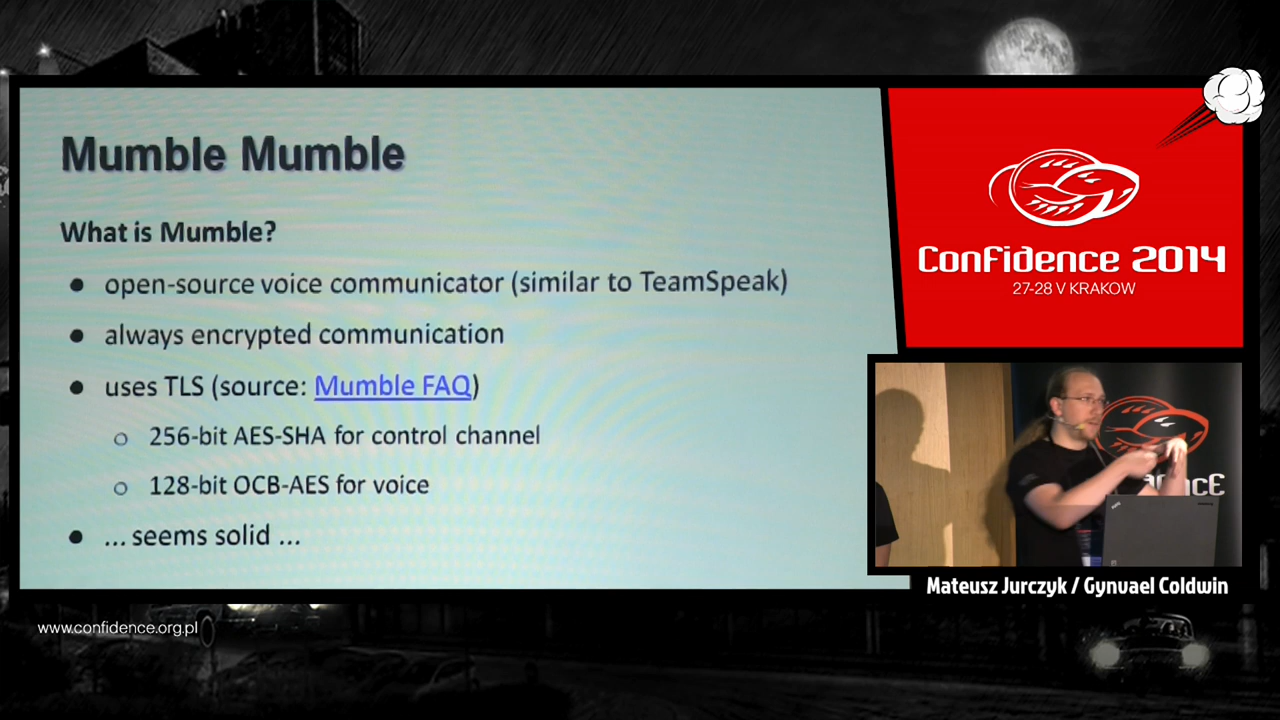 Mumble Mumble
What is Mumble?
● open-source voice communicator (similar to TeamSpeak)
● always encrypted communication
● uses TLS (source: Mumble FAQ)
○ 256-bit AES-SHA for control channel
○ 128-bit OCB-AES for voice
● ... seems solid ...
Confidence 2014
27-28 V KRAKOW
Mateusz Jurczyk / Gynvael Coldwin
www.confidence.org.pl